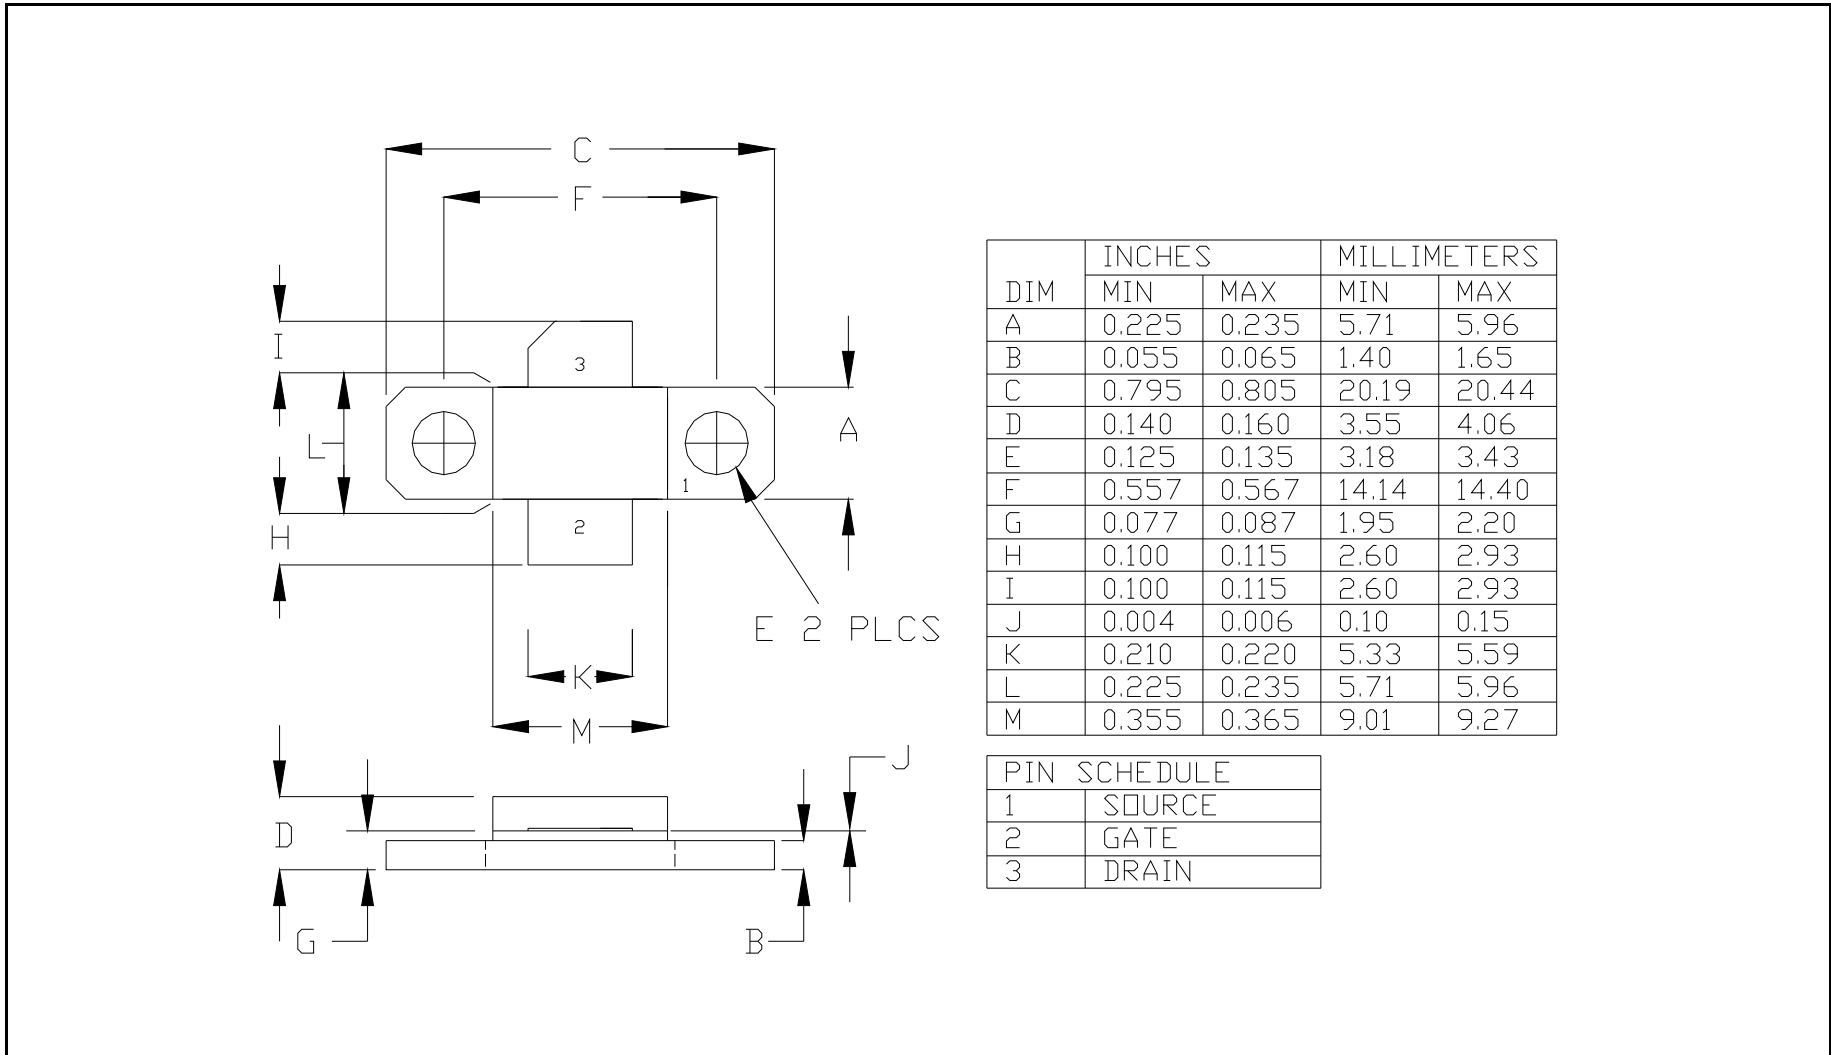 C
F
I
3
L
A
1
H
2
E 2 PLCS
K
M
J
D
G
B
INCHES MILLIMETERS
DIM MIN MAX MIN MAX
A 0.225 0.235 5.71 5.96
B 0.055 0.065 1.40 1.65
C 0.795 0.805 20.19 20.44
D 0.140 0.160 3.55 4.06
E 0.125 0.135 3.18 3.43
F 0.557 0.567 14.14 14.40
G 0.077 0.087 1.95 2.20
H 0.100 0.115 2.60 2.93
I 0.100 0.115 2.60 2.93
J 0.004 0.006 0.10 0.15
K 0.210 0.220 5.33 5.59
L 0.225 0.235 5.71 5.96
M 0.355 0.365 9.01 9.27
PIN SCHEDULE
1 SOURCE
2 GATE
3 DRAIN